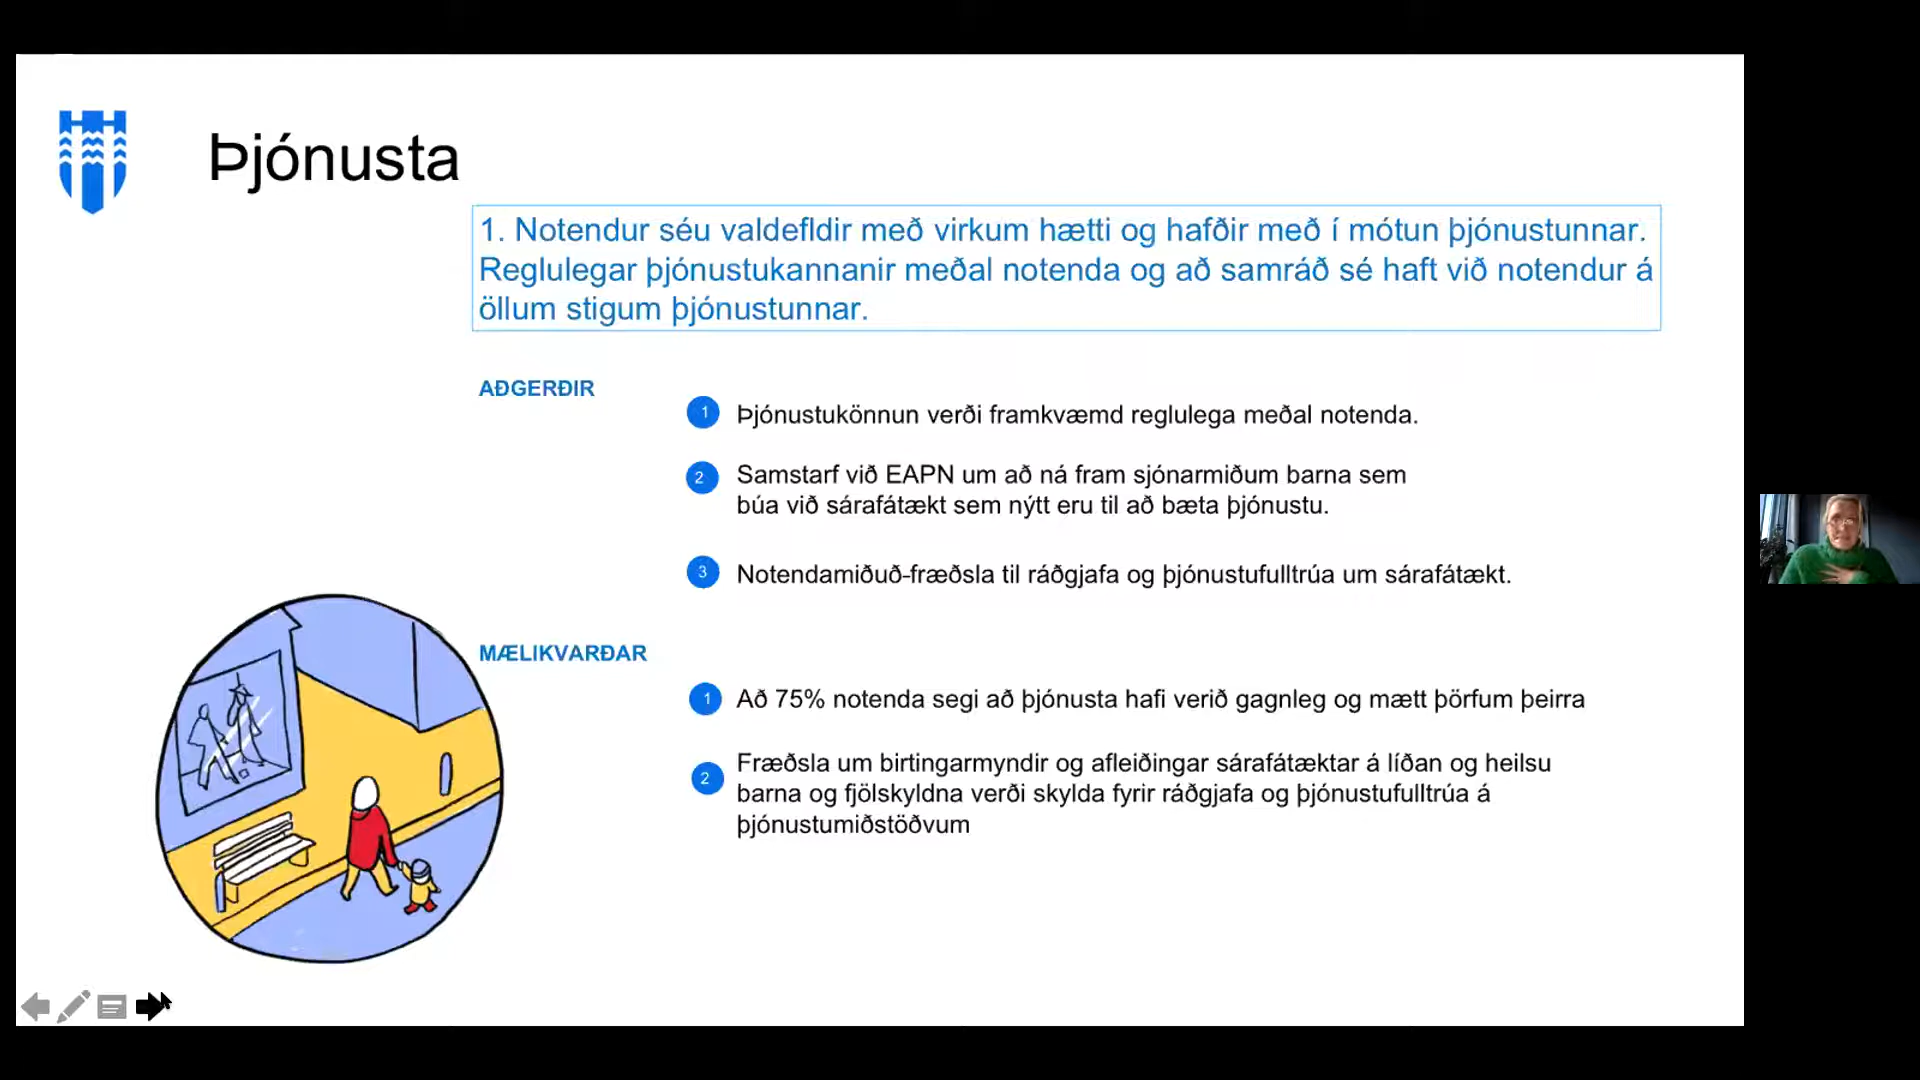 Þjónusta
1. Notendur séu valdefldir með virkum hætti og hafðir með í mótun þjónustunnar.
Reglulegar þjónustukannanir meðal notenda og að samráð sé haft við notendur á
öllum stigum þjónustunnar.
AÐGERÐIR
1 Þjónustukönnun verði framkvæmd reglulega meðal notenda.
2 Samstarf við EAPN um að ná fram sjónarmiðum barna sem
búa við sárafátækt sem nýtt eru til að bæta þjónustu.
3 Notendamiðuð-fræðsla til ráðgjafa og þjónustufulltrúa um sárafátækt.
MÆLIKVARÐAR
1 Að 75% notenda segi að þjónusta hafi verið gagnleg og mætt þörfum þeirra
2 Fræðsla um birtingarmyndir og afleiðingar sárafátæktar á líðan og heilsu
barna og fjölskyldna verði skylda fyrir ráðgjafa og þjónustufulltrúa á
þjónustumiðstöðvum